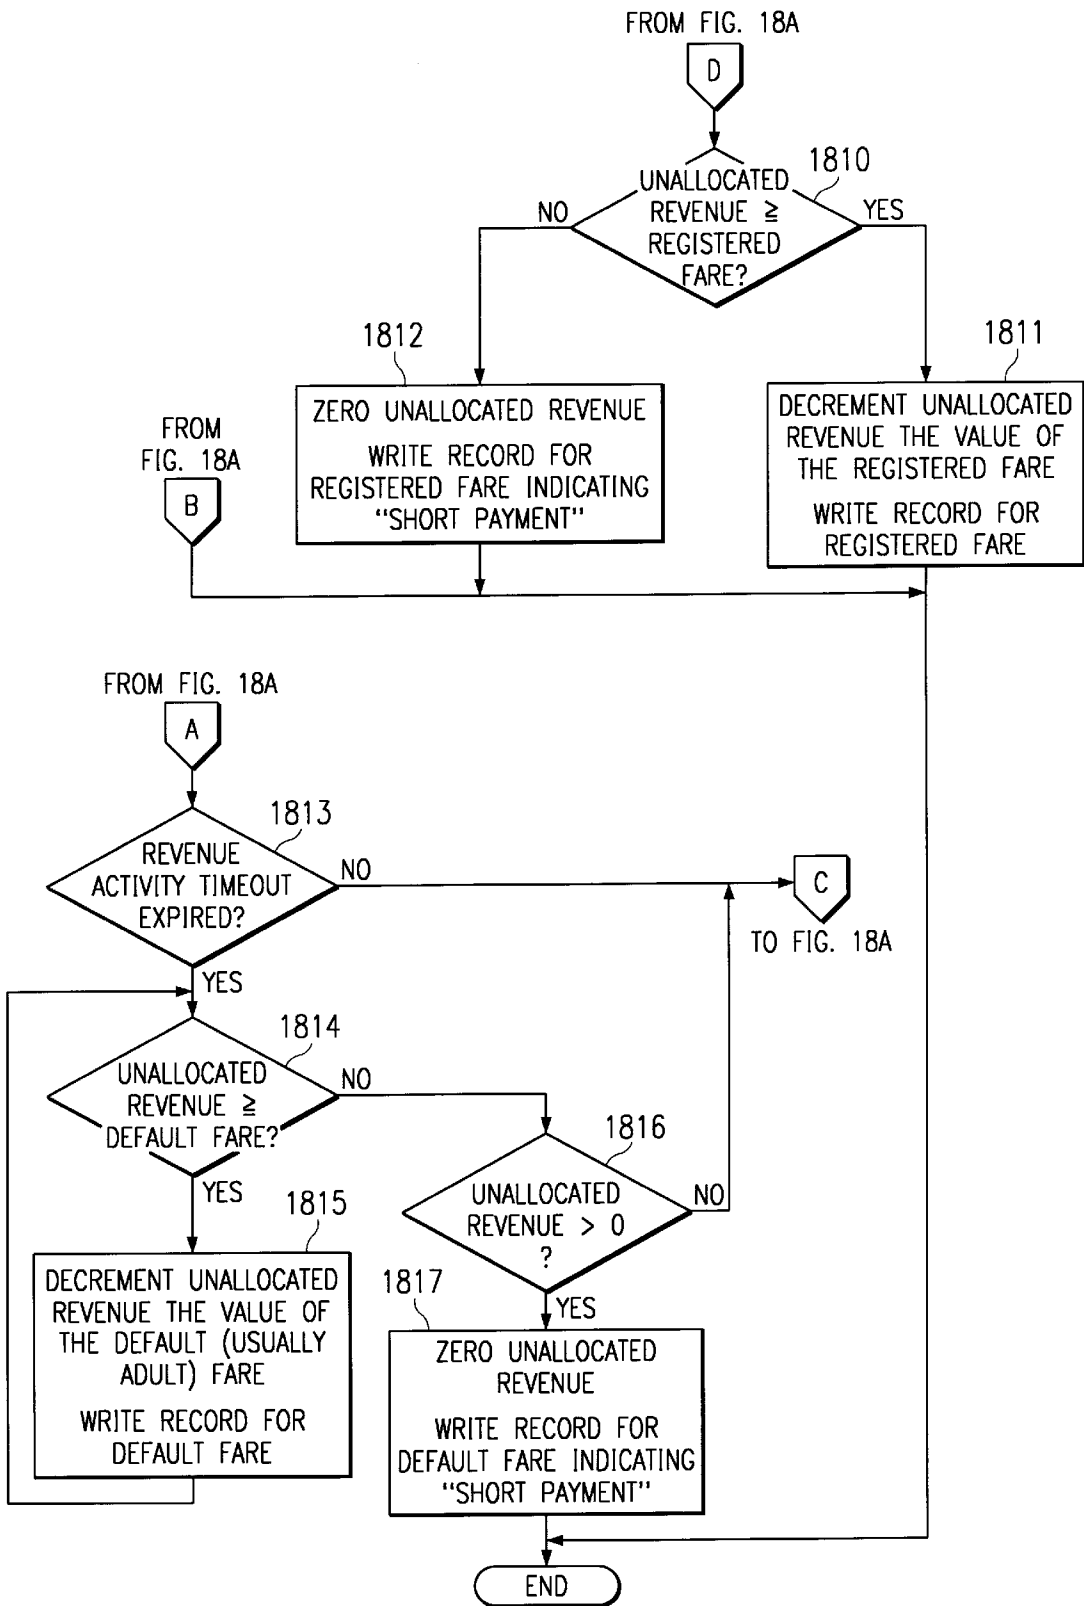 FROM FIG. 18A
D
1810
UNALLOCATED
REVENUE ≧
REGISTERED
FARE?
NO
YES
1812
ZERO UNALLOCATED REVENUE
WRITE RECORD FOR
REGISTERED FARE INDICATING
"SHORT PAYMENT"
1811
DECREMENT UNALLOCATED
REVENUE THE VALUE OF
THE REGISTERED FARE
WRITE RECORD FOR
REGISTERED FARE
FROM
FIG. 18A
B
FROM FIG. 18A
A
1813
REVENUE
ACTIVITY TIMEOUT
EXPIRED?
NO
C
TO FIG. 18A
YES
1814
UNALLOCATED
REVENUE ≧
DEFAULT FARE?
NO
YES
1816
UNALLOCATED
REVENUE > 0
?
NO
YES
1815
DECREMENT UNALLOCATED
REVENUE THE VALUE OF
THE DEFAULT (USUALLY
ADULT) FARE
WRITE RECORD FOR
DEFAULT FARE
1817
ZERO UNALLOCATED
REVENUE
WRITE RECORD FOR
DEFAULT FARE INDICATING
"SHORT PAYMENT"
END